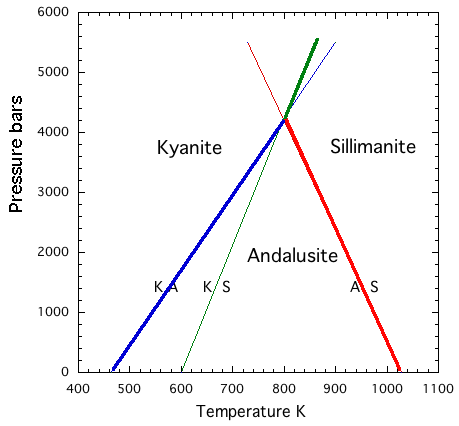 6000
5000
4000
3000
2000
1000
0
Pressure bars
Kyanite
Sillimanite
Andalusite
K A
K S
A S
400 500 600 700 800 900 1000 1100
Temperature K